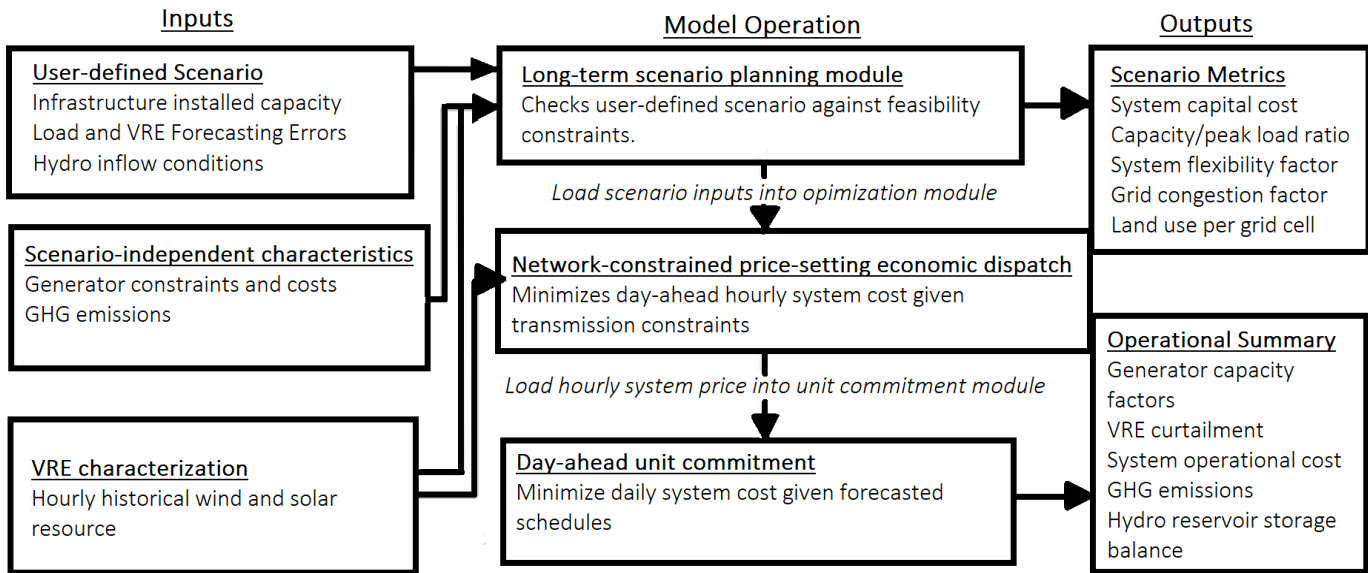 Inputs
User-defined Scenario
Infrastructure installed capacity
Load and VRE Forecasting Errors
Hydro inflow conditions
Scenario-independent characteristics
Generator constraints and costs
GHG emissions
VRE characterization
Hourly historical wind and solar
resource
Model Operation
Long-term scenario planning module
Checks user-defined scenario against feasibility
constraints.
Load scenario inputs into opimization module
Network-constrained price-setting economic dispatch
Minimizes day-ahead hourly system cost given
transmission constraints
Load hourly system price into unit commitment module
Day-ahead unit commitment
Minimize daily system cost given forecasted
schedules
Outputs
Scenario Metrics
System capital cost
Capacity/peak load ratio
System flexibility factor
Grid congestion factor
Land use per grid cell
Operational Summary
Generator capacity
factors
VRE curtailment
System operational cost
GHG emissions
Hydro reservoir storage
balance